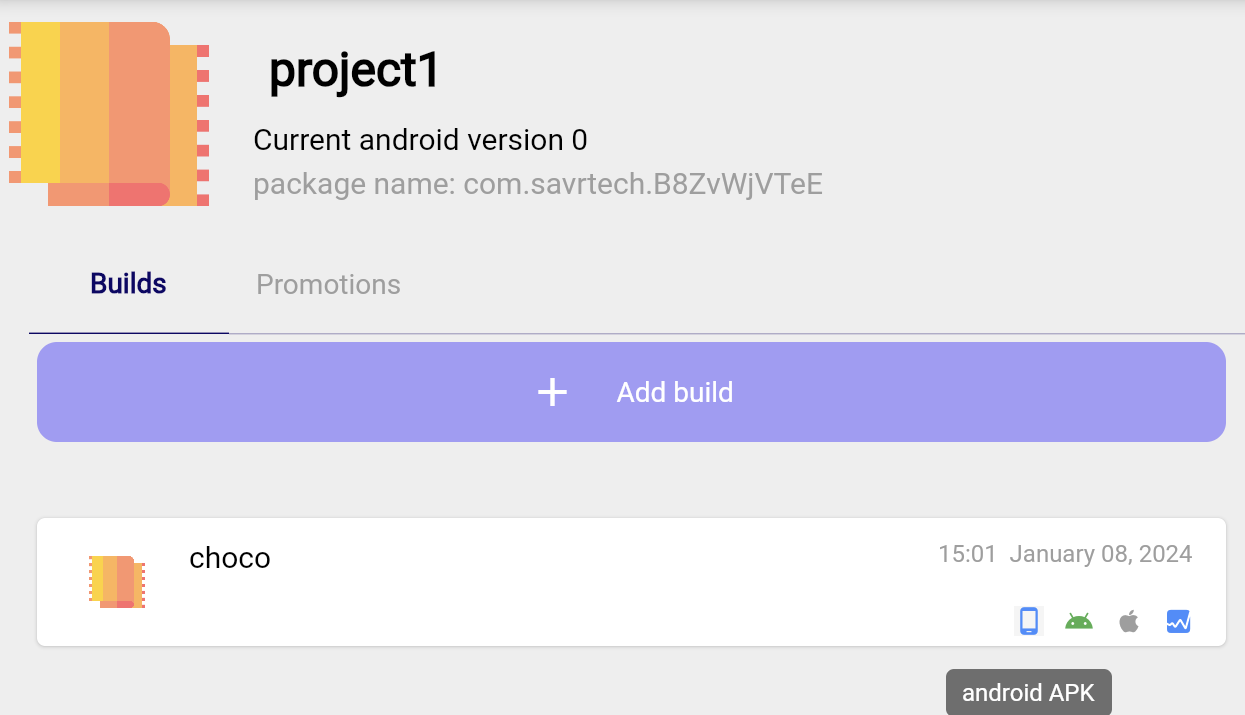 project1
Current android version 0
package name: com.savrtech.B8ZvWjVTeE
Builds Promotions
Add build
choco 15:01 January 08, 2024
android APK